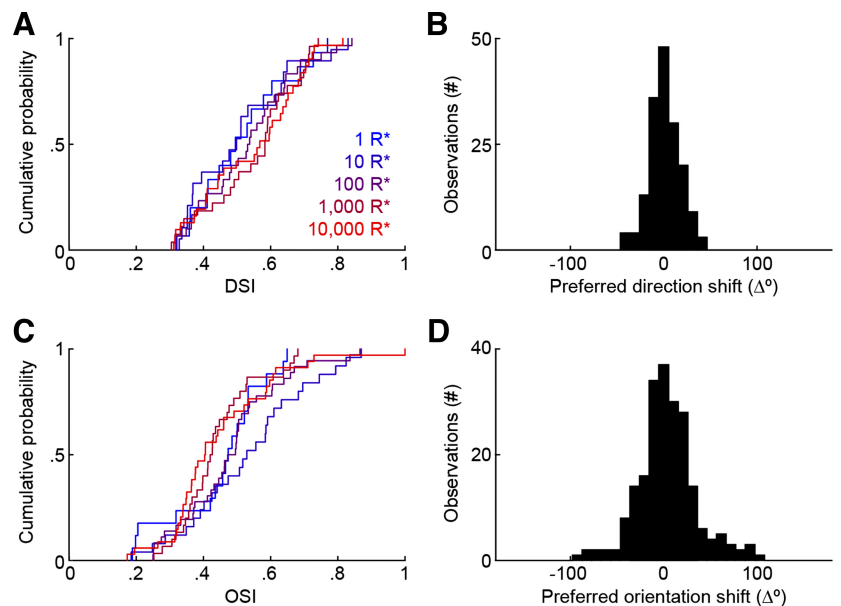 A
Cumulative probability
1
.5
0
0 .2 .4 .6 .8 1
DSI
1 R*
10 R*
100 R*
1,000 R*
10,000 R*
B
Observations (#)
50
25
0
-100 0 100
Preferred direction shift (Δº)
C
Cumulative probability
1
.5
0
0 .2 .4 .6 .8 1
OSI
D
Observations (#)
40
20
0
-100 0 100
Preferred orientation shift (Δº)